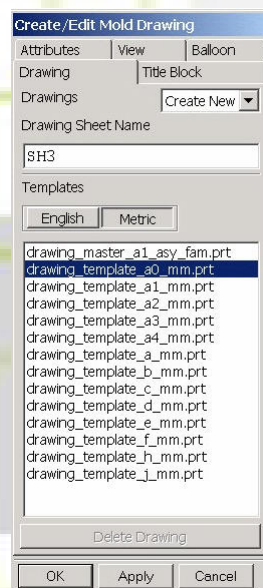 Create/Edit Mold Drawing
Attributes View Balloon
Drawing Title Block
Drawings Create New
Drawing Sheet Name
SH3
Templates
English Metric
drawing_master_a1_asy_fam.prt
drawing_template_a0_mm.prt
drawing_template_a1_mm.prt
drawing_template_a2_mm.prt
drawing_template_a3_mm.prt
drawing_template_a4_mm.prt
drawing_template_a_mm.prt
drawing_template_b_mm.prt
drawing_template_c_mm.prt
drawing_template_d_mm.prt
drawing_template_e_mm.prt
drawing_template_f_mm.prt
drawing_template_h_mm.prt
drawing_template_j_mm.prt
Delete Drawing
OK Apply Cancel